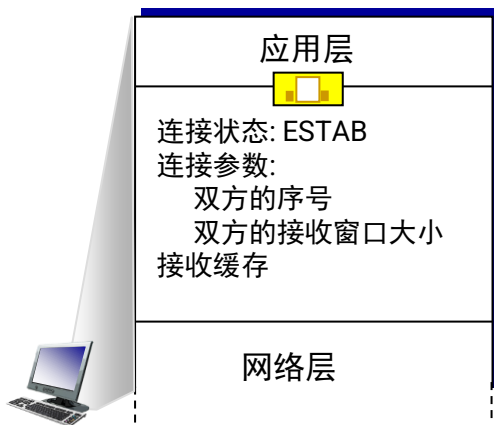 应用层
连接状态: ESTAB
连接参数:
双方的序号
双方的接收窗口大小
接收缓存
网络层